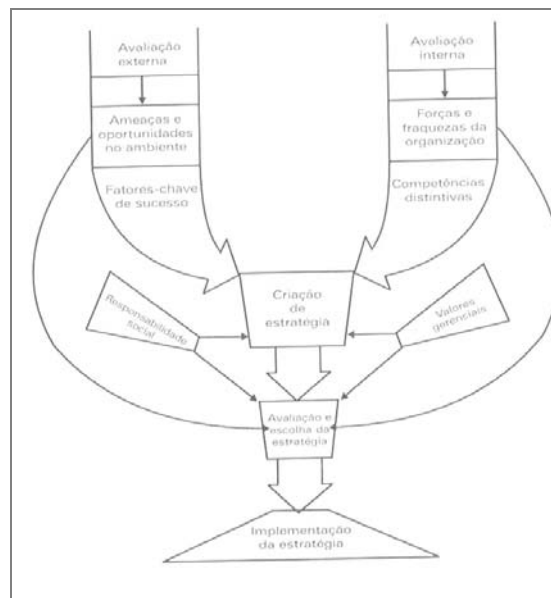 Avaliação
externa
Avaliação
interna
Ameaças e
oportunidades
no ambiente
Forças e
fraquezas da
organização
Fatores-chave
de sucesso
Competências
distintivas
Criação
de
estratégia
Responsabilidade
social
Valores
gerenciais
Avaliação e
escolha da
estratégia
Implementação
da estratégia